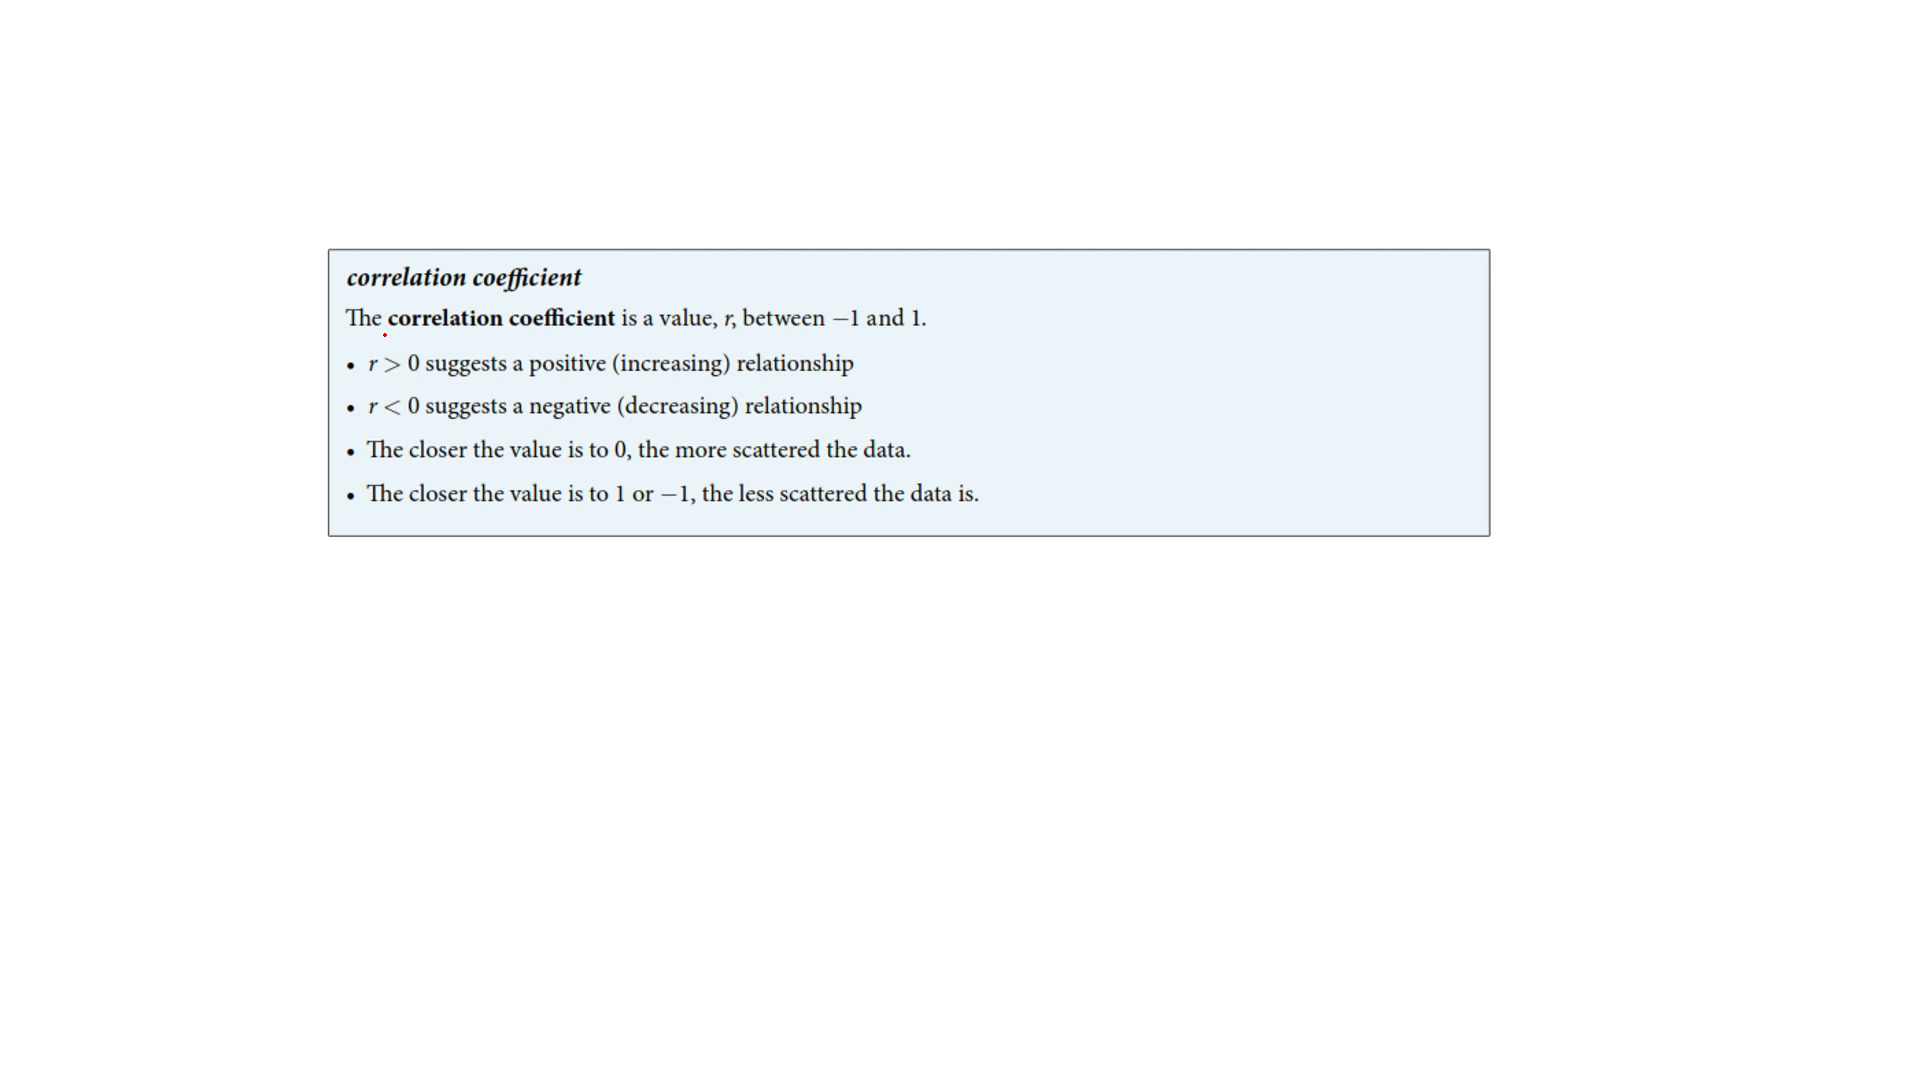 correlation coefficient
The correlation coefficient is a value, r, between −1 and 1.
• r > 0 suggests a positive (increasing) relationship
• r < 0 suggests a negative (decreasing) relationship
• The closer the value is to 0, the more scattered the data.
• The closer the value is to 1 or −1, the less scattered the data is.